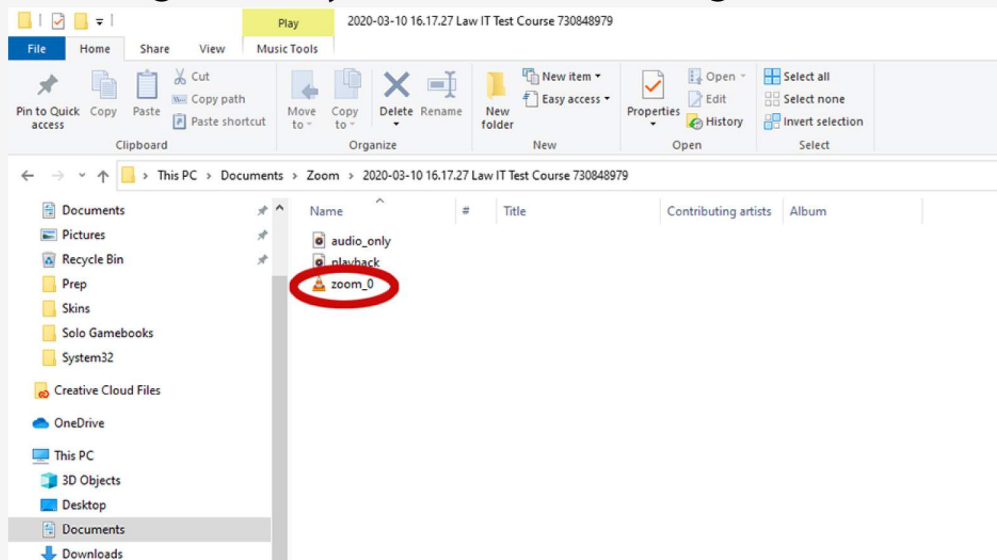 Play 2020-03-10 16.17.27 Law IT Test Course 730848979
File Home Share View Music Tools
Pin to Quick access
Copy
Paste
Cut
Copy path
Paste shortcut
Clipboard
Move to
Copy to
Delete
Rename
Organize
New folder
New item
Easy access
New
Properties
Open
Edit
History
Open
Select all
Select none
Invert selection
Select
This PC > Documents > Zoom > 2020-03-10 16.17.27 Law IT Test Course 730848979
Name # Title Contributing artists Album
Documents
Pictures
Recycle Bin
Prep
Skins
Solo Gamebooks
System32
Creative Cloud Files
OneDrive
This PC
3D Objects
Desktop
Documents
Downloads
audio_only
playback
zoom_0